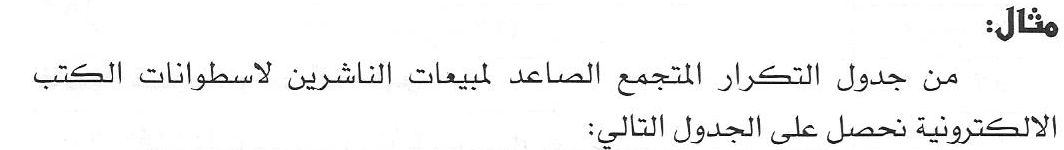 مثال:
من جدول التكرار المتجمع الصاعد لمبيعات الناشرين لاسطوانات الكتب
الالكترونية نحصل على الجدول التالي: